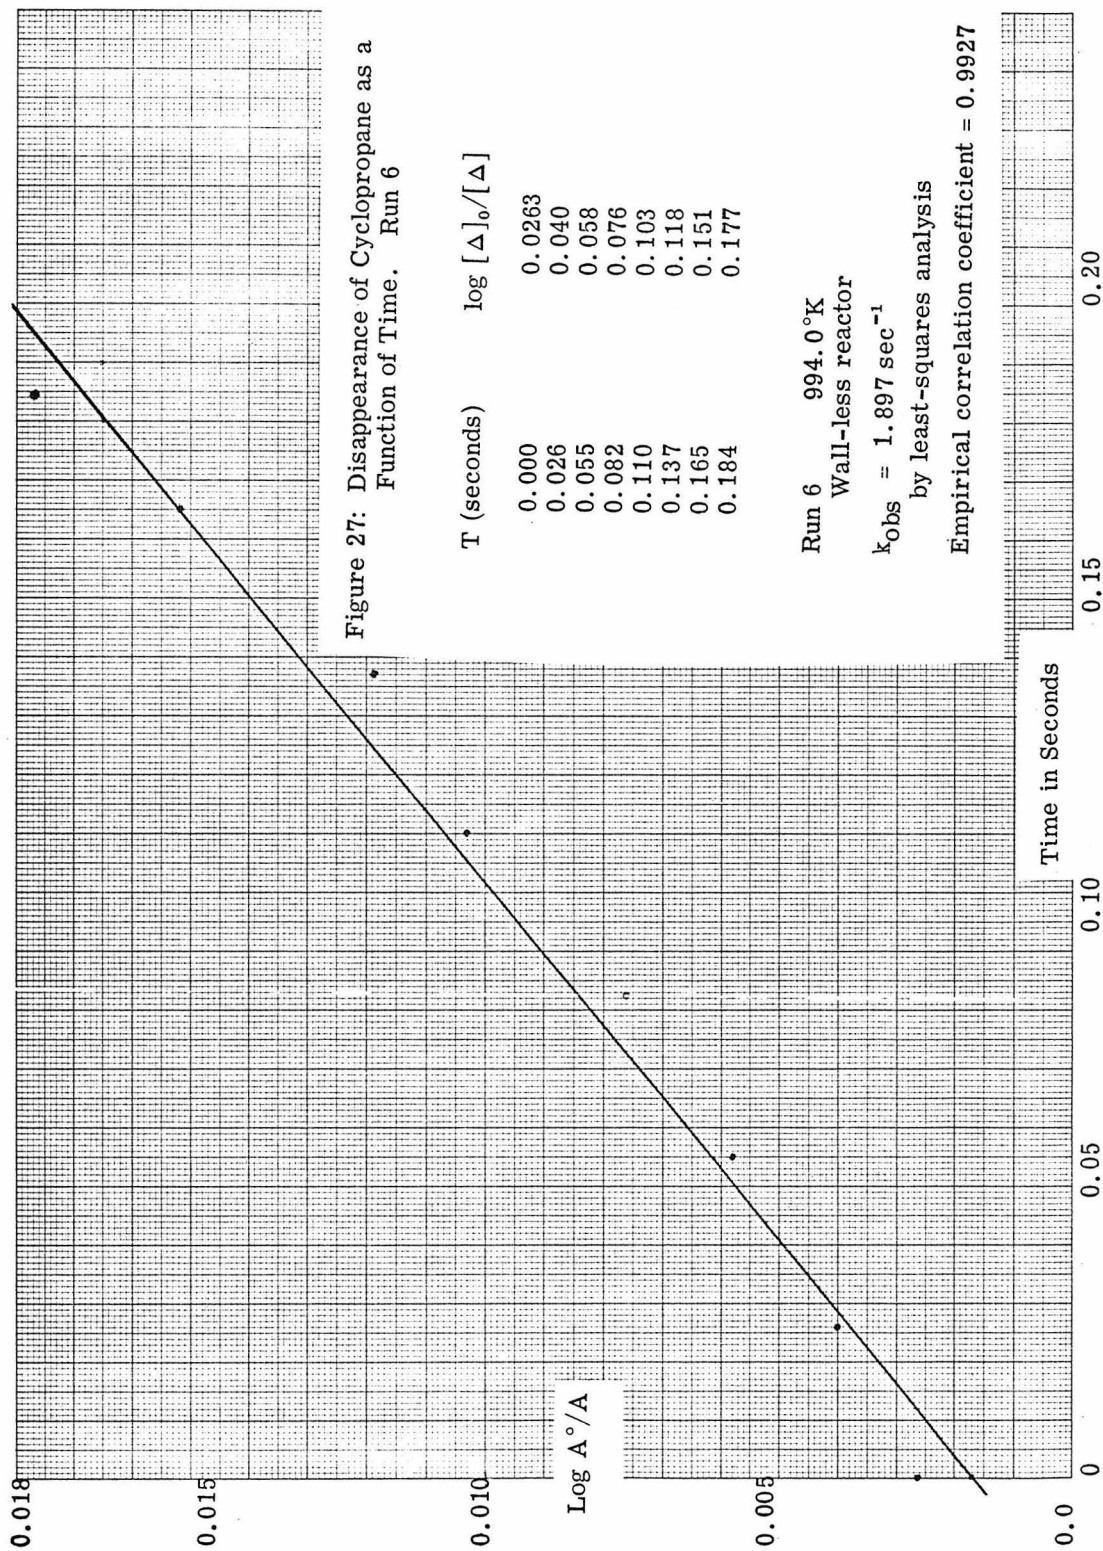 Figure 27: Disappearance of Cyclopropane as a
Function of Time. Run 6
T (seconds) log [Δ]₀/[Δ]
0.000 0.0263
0.026 0.040
0.055 0.058
0.082 0.076
0.110 0.103
0.137 0.118
0.165 0.151
0.184 0.177
Run 6 994.0°K
Wall-less reactor
kobs = 1.897 sec⁻¹
by least-squares analysis
Empirical correlation coefficient = 0.9927
0.018
0.015
0.010
Log A°/A
0.005
0.0
0 0.05 0.10 0.15 0.20
Time in Seconds